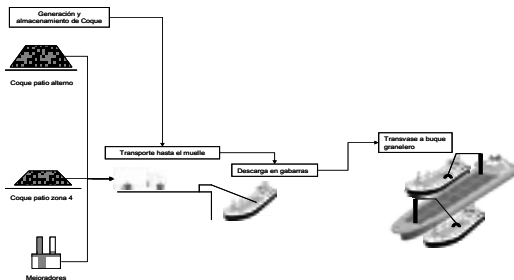 Generación y
almacenamiento de Coque
Coque patio alterno
Transporte hasta el muelle
Descarga en gabarras
Transvase a buque
granelero
Coque patio zona 4
Mejoradores